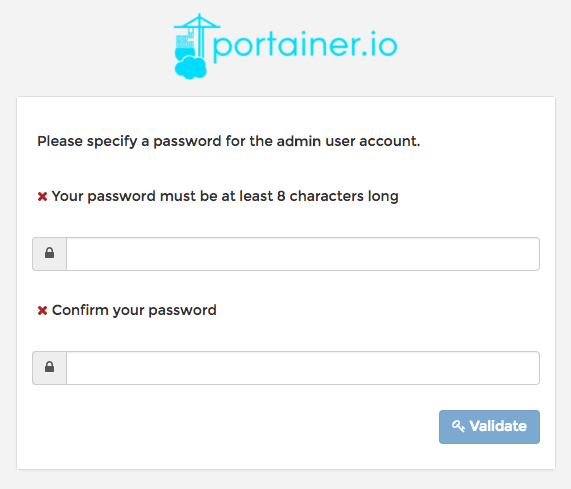 portainer.io
Please specify a password for the admin user account.
Your password must be at least 8 characters long
Confirm your password
Validate